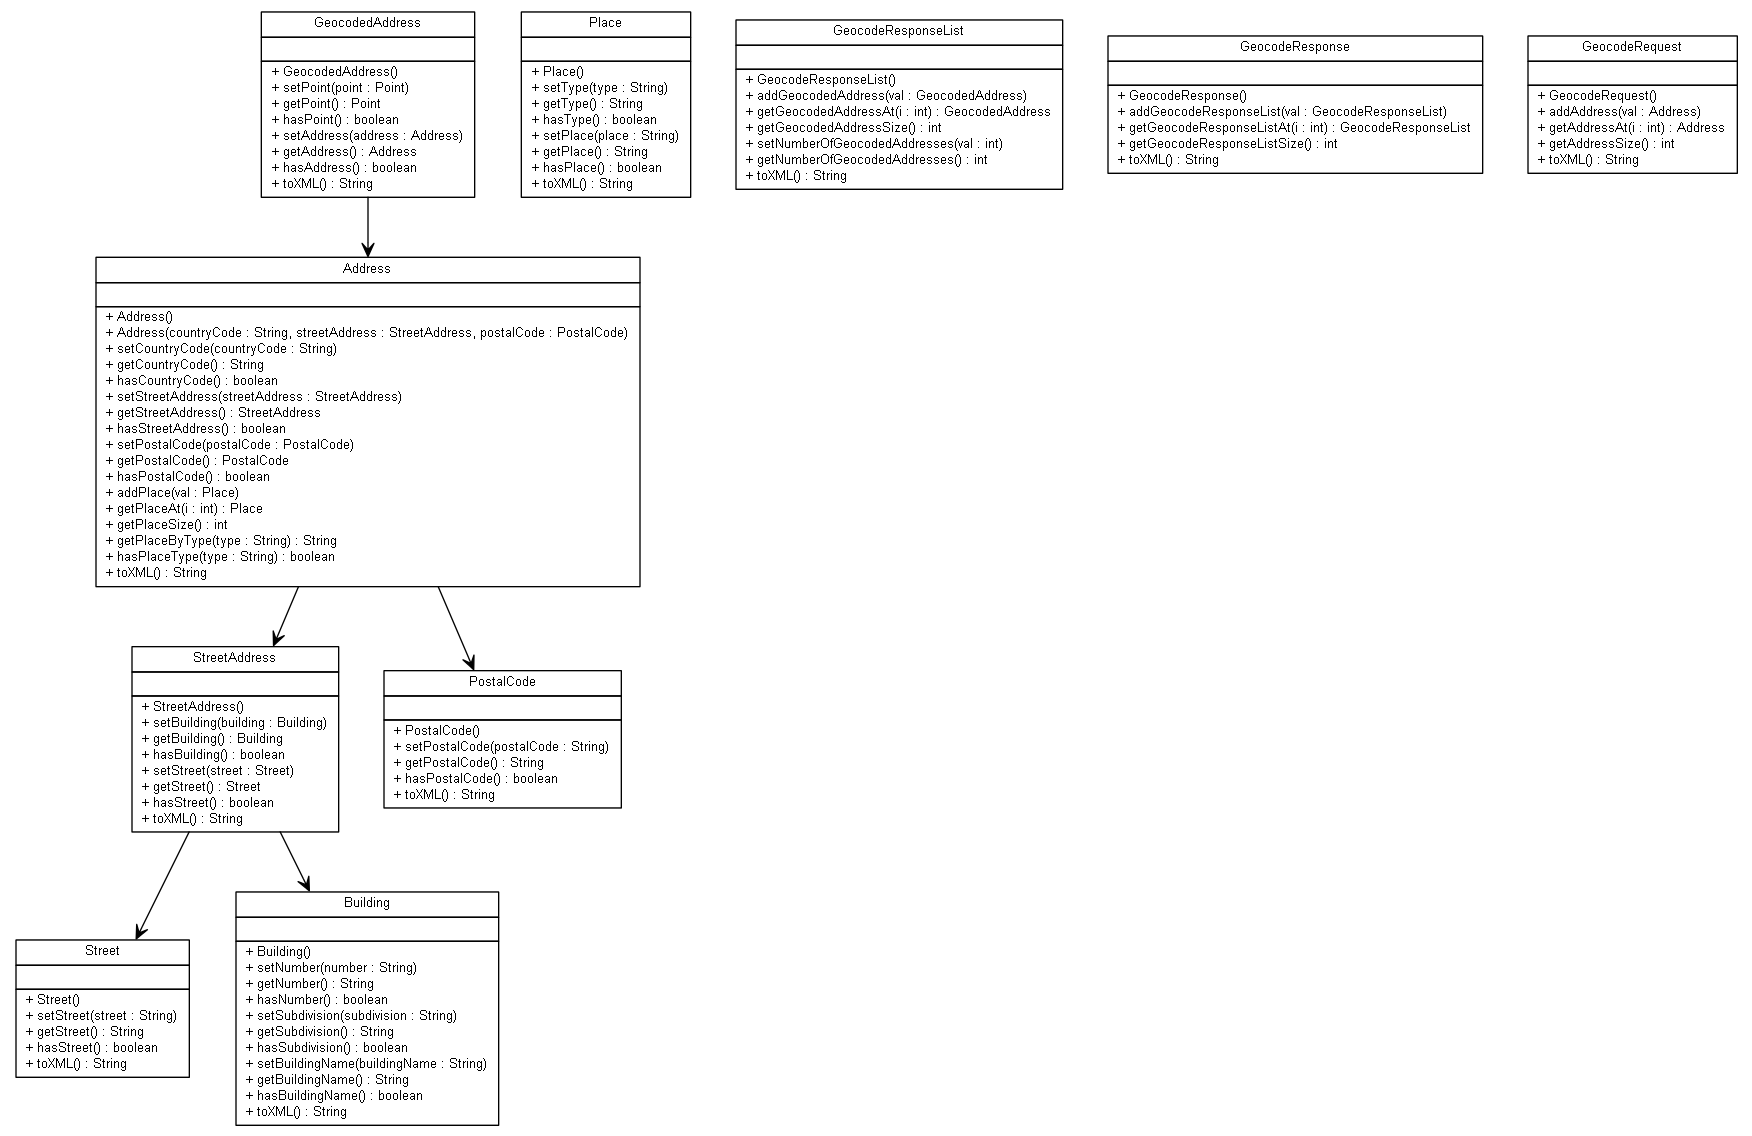 GeocodedAddress
+ GeocodedAddress()
+ setPoint(point : Point)
+ getPoint() : Point
+ hasPoint() : boolean
+ setAddress(address : Address)
+ getAddress() : Address
+ hasAddress() : boolean
+ toXML() : String
Place
+ Place()
+ setType(type : String)
+ getType() : String
+ hasType() : boolean
+ setPlace(place : String)
+ getPlace() : String
+ hasPlace() : boolean
+ toXML() : String
GeocodeResponseList
+ GeocodeResponseList()
+ addGeocodedAddress(val : GeocodedAddress)
+ getGeocodedAddressAt(i : int) : GeocodedAddress
+ getGeocodedAddressSize() : int
+ setNumberOfGeocodedAddresses(val : int)
+ getNumberOfGeocodedAddresses() : int
+ toXML() : String
GeocodeResponse
+ GeocodeResponse()
+ addGeocodeResponseList(val : GeocodeResponseList)
+ getGeocodeResponseListAt(i : int) : GeocodeResponseList
+ getGeocodeResponseListSize() : int
+ toXML() : String
GeocodeRequest
+ GeocodeRequest()
+ addAddress(val : Address)
+ getAddressAt(i : int) : Address
+ getAddressSize() : int
+ toXML() : String
Address
+ Address()
+ Address(countryCode : String, streetAddress : StreetAddress, postalCode : PostalCode)
+ setCountryCode(countryCode : String)
+ getCountryCode() : String
+ hasCountryCode() : boolean
+ setStreetAddress(streetAddress : StreetAddress)
+ getStreetAddress() : StreetAddress
+ hasStreetAddress() : boolean
+ setPostalCode(postalCode : PostalCode)
+ getPostalCode() : PostalCode
+ hasPostalCode() : boolean
+ addPlace(val : Place)
+ getPlaceAt(i : int) : Place
+ getPlaceSize() : int
+ getPlaceByType(type : String) : String
+ hasPlaceType(type : String) : boolean
+ toXML() : String
StreetAddress
+ StreetAddress()
+ setBuilding(building : Building)
+ getBuilding() : Building
+ hasBuilding() : boolean
+ setStreet(street : Street)
+ getStreet() : Street
+ hasStreet() : boolean
+ toXML() : String
PostalCode
+ PostalCode()
+ setPostalCode(postalCode : String)
+ getPostalCode() : String
+ hasPostalCode() : boolean
+ toXML() : String
Street
+ Street()
+ setStreet(street : String)
+ getStreet() : String
+ hasStreet() : boolean
+ toXML() : String
Building
+ Building()
+ setNumber(number : String)
+ getNumber() : String
+ hasNumber() : boolean
+ setSubdivision(subdivision : String)
+ getSubdivision() : String
+ hasSubdivision() : boolean
+ setBuildingName(buildingName : String)
+ getBuildingName() : String
+ hasBuildingName() : boolean
+ toXML() : String